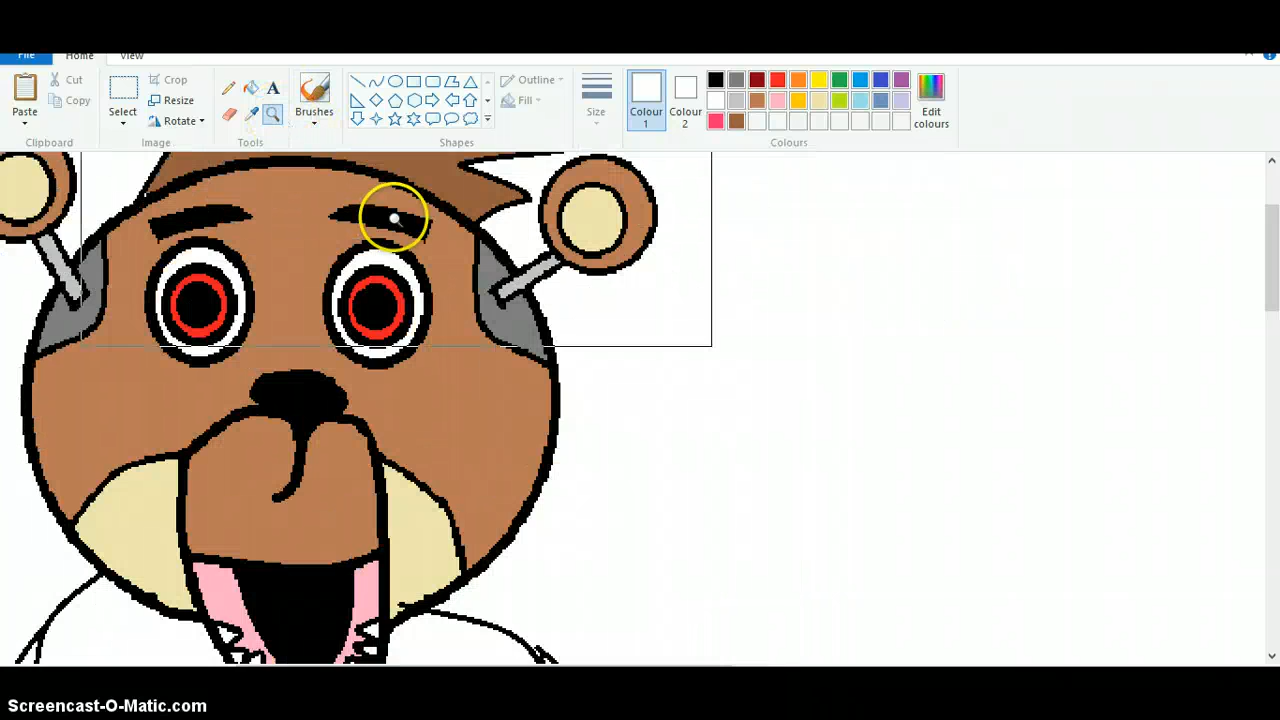 File Home View
Paste Cut Copy
Select Crop Resize Rotate
A
Brushes
Outline Fill
Size
Colour 1
Colour 2
Edit colours
Clipboard Image Tools Shapes Colours
Screencast-O-Matic.com